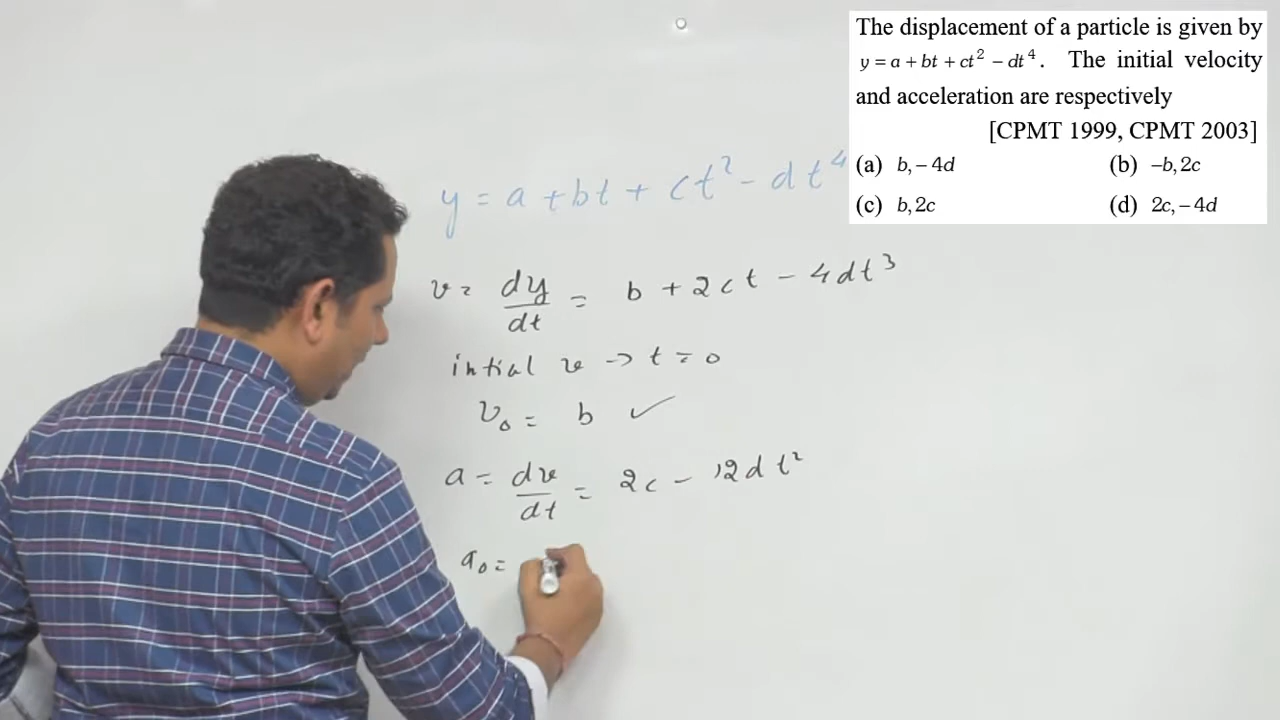 The displacement of a particle is given by
y = a + bt + ct² − dt⁴. The initial velocity
and acceleration are respectively
[CPMT 1999, CPMT 2003]
(a) b, − 4d (b) −b, 2c
(c) b, 2c (d) 2c, − 4d
y = a + bt + ct² − dt⁴
v = dy/dt = b + 2ct − 4dt³
intial v → t = 0
v₀ = b ✓
a = dv/dt = 2c − 12dt²
a₀ =